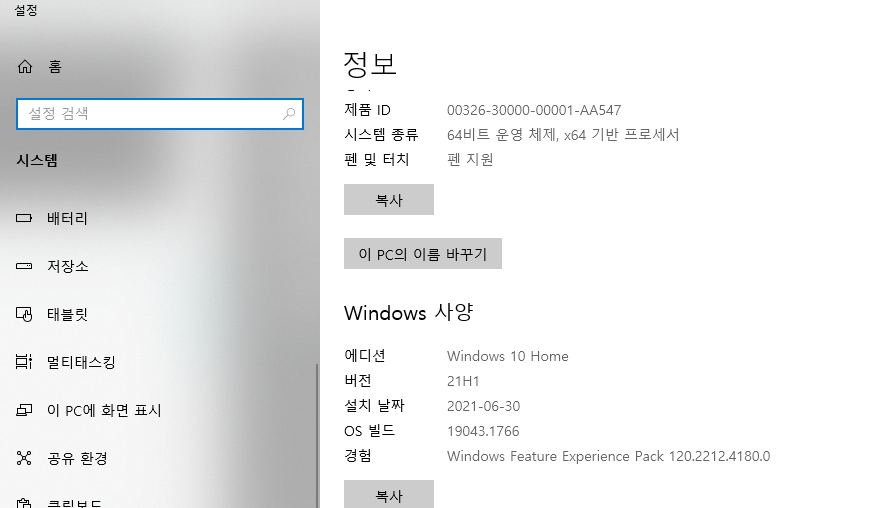 설정
홈
설정 검색
시스템
배터리
저장소
태블릿
멀티태스킹
이 PC에 화면 표시
공유 환경
클립보드
정보
제품 ID 00326-30000-00001-AA547
시스템 종류 64비트 운영 체제, x64 기반 프로세서
펜 및 터치 펜 지원
복사
이 PC의 이름 바꾸기
Windows 사양
에디션 Windows 10 Home
버전 21H1
설치 날짜 2021-06-30
OS 빌드 19043.1766
경험 Windows Feature Experience Pack 120.2212.4180.0
복사